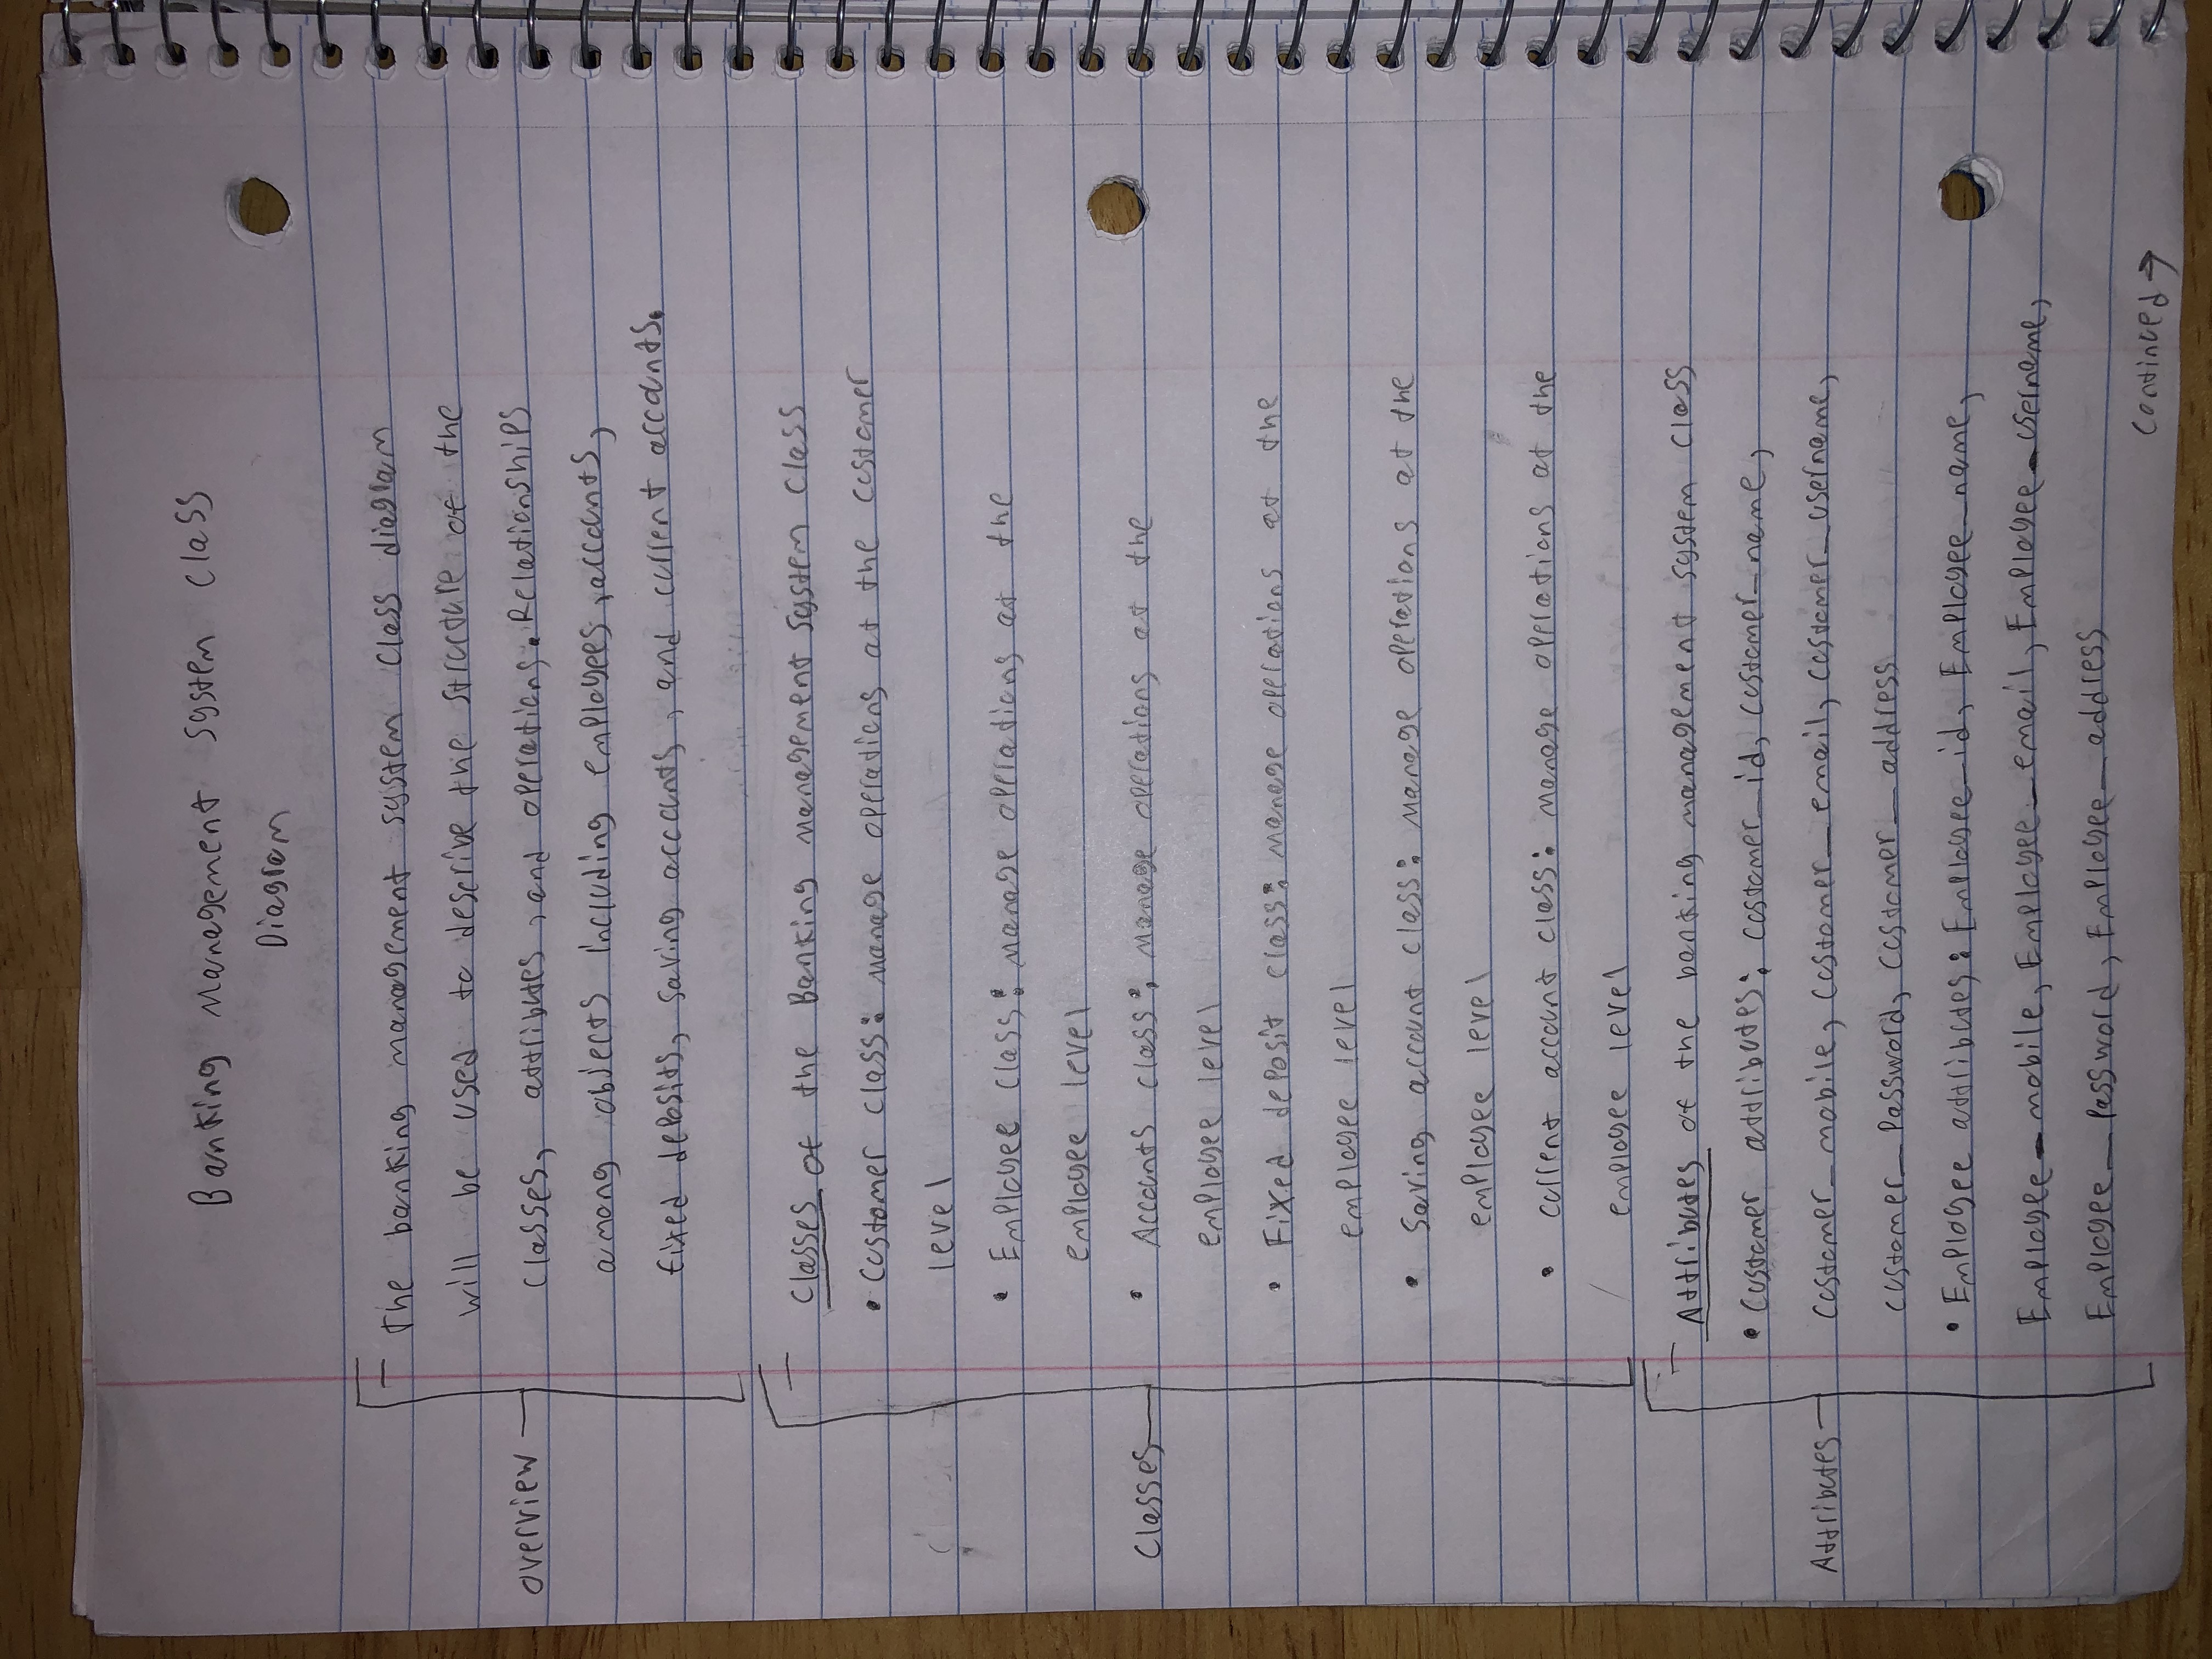 Banking Management System Class
Diagram
Overview
- The banking management system class diagram
will be used to describe the structure of the
classes, attributes, and operations. Relationships
among objects including employees, accounts,
fixed deposits, saving accounts, and current accounts.
Classes
- Classes of the Banking Management System Class
• Customer class: manage operations at the customer
level
• Employee class: manage operations at the
employee level
• Accounts class: manage operations at the
employee level
• Fixed deposit class: manage operations at the
employee level
• Saving account class: manage operations at the
employee level
• current account class: manage operations at the
employee level
Attributes
- Attributes of the banking management system class
• Customer attributes: customer_id, customer_name,
customer_mobile, customer_email, customer_username,
customer_password, customer_address
• Employee attributes: Employee_id, Employee_name,
Employee_mobile, Employee_email, Employee_username,
Employee_password, Employee_address
Continued →